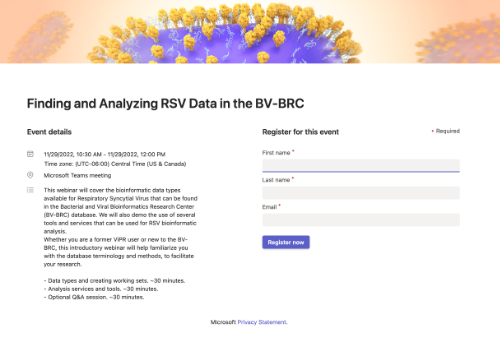 Finding and Analyzing RSV Data in the BV-BRC
Event details
11/29/2022, 10:30 AM - 11/29/2022, 12:00 PM
Time zone: (UTC-06:00) Central Time (US & Canada)
Microsoft Teams meeting
This webinar will cover the bioinformatic data types
available for Respiratory Syncytial Virus that can be found
in the Bacterial and Viral Bioinformatics Research Center
(BV-BRC) database. We will also demo the use of several
tools and services that can be used for RSV bioinformatic
analysis.
Whether you are a former ViPR user or new to the BV-
BRC, this introductory webinar will help familiarize you
with the database terminology and methods, to facilitate
your research.
- Data types and creating working sets. ~30 minutes.
- Analysis services and tools. ~30 minutes.
- Optional Q&A session. ~30 minutes.
Register for this event
* Required
First name *
Last name *
Email *
Register now
Microsoft Privacy Statement.